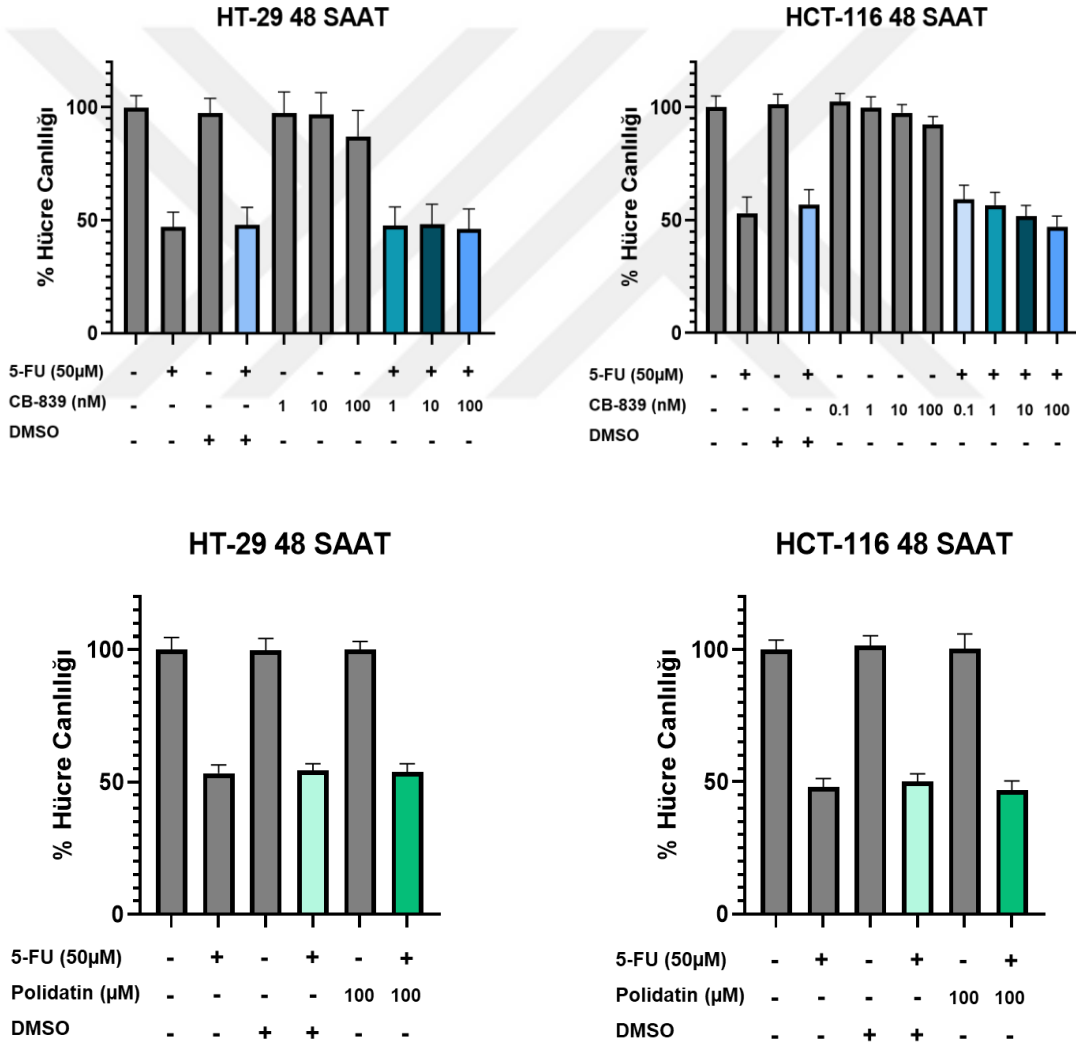 HT-29 48 SAAT
% Hücre Canlılığı
100
50
0
5-FU (50µM) - + - + - - - + + +
CB-839 (nM) - - - - 1 10 100 1 10 100
DMSO - - + + - - - - - -
HCT-116 48 SAAT
% Hücre Canlılığı
100
50
0
5-FU (50µM) - + - + - - - - + + + +
CB-839 (nM) - - - - 0.1 1 10 100 0.1 1 10 100
DMSO - - + + - - - - - - - -
HT-29 48 SAAT
% Hücre Canlılığı
100
50
0
5-FU (50µM) - + - + - +
Polidatin (µM) - - - - 100 100
DMSO - - + + - -
HCT-116 48 SAAT
% Hücre Canlılığı
100
50
0
5-FU (50µM) - + - + - +
Polidatin (µM) - - - - 100 100
DMSO - - + + - -